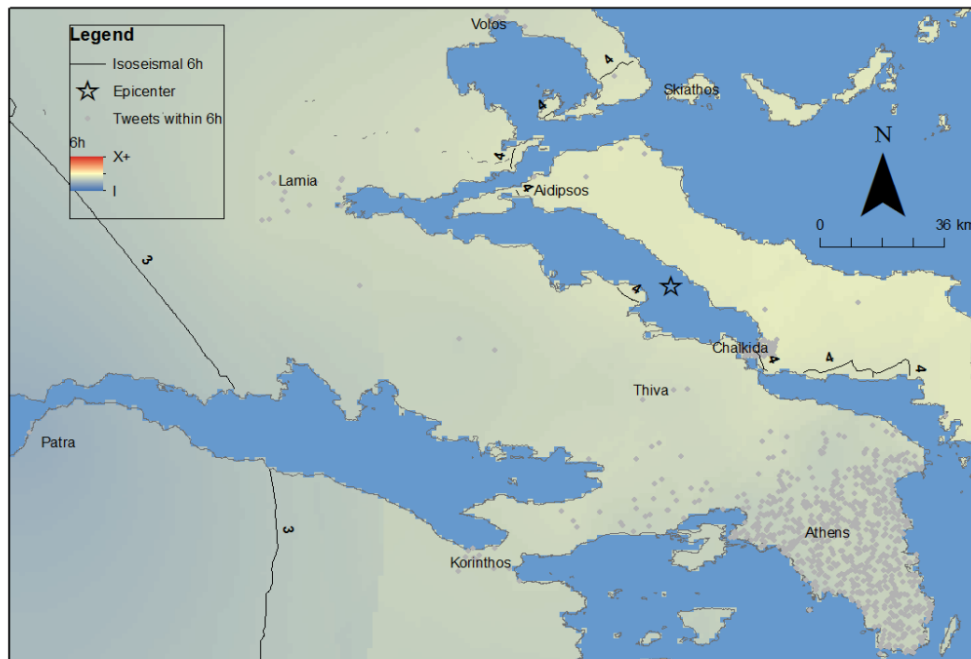 Volos
Legend
Isoseismal 6h
Epicenter
Tweets within 6h
6h
X+
I
4
Skiathos
4
N
4
Lamia
4
Aidipsos
0 36 km
3
4
Chalkida
4
4
4
Thiva
Patra
3
Athens
Korinthos